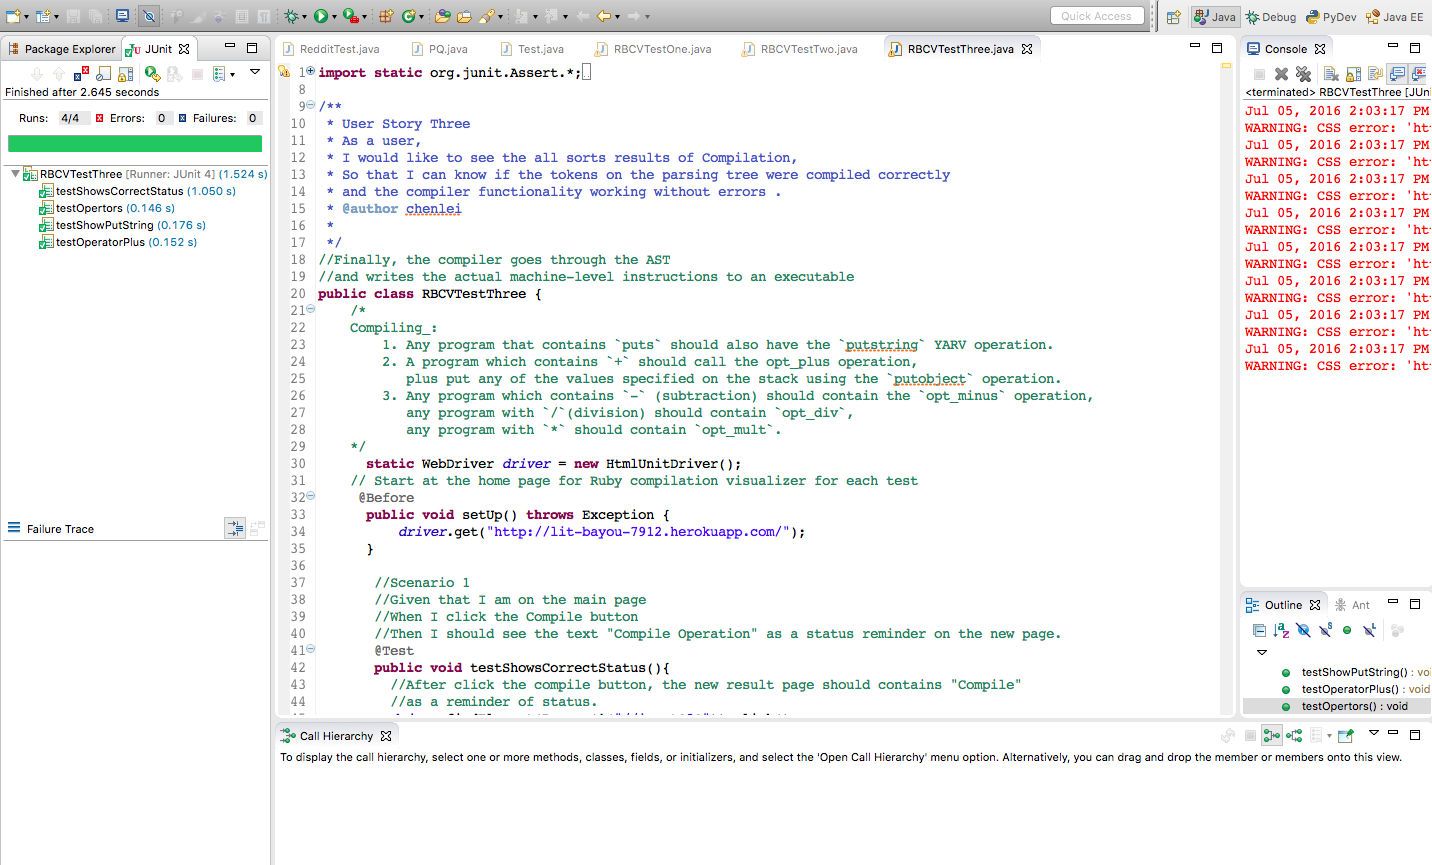 Quick Access
Java
Debug
PyDev
Java EE
Package Explorer
JUnit
Finished after 2.645 seconds
Runs: 4/4
Errors: 0
Failures: 0
RBCVTestThree [Runner: JUnit 4] (1.524 s)
testShowsCorrectStatus (1.050 s)
testOpertors (0.146 s)
testShowPutString (0.176 s)
testOperatorPlus (0.152 s)
Failure Trace
RedditTest.java
PQ.java
Test.java
RBCVTestOne.java
RBCVTestTwo.java
RBCVTestThree.java
1 import static org.junit.Assert.*;
8
9 /**
10 * User Story Three
11 * As a user,
12 * I would like to see the all sorts results of Compilation,
13 * So that I can know if the tokens on the parsing tree were compiled correctly
14 * and the compiler functionality working without errors .
15 * @author chenlei
16 *
17 */
18 //Finally, the compiler goes through the AST
19 //and writes the actual machine-level instructions to an executable
20 public class RBCVTestThree {
21 /*
22 Compiling_:
23 1. Any program that contains `puts` should also have the `putstring` YARV operation.
24 2. A program which contains `+` should call the opt_plus operation,
25 plus put any of the values specified on the stack using the `putobject` operation.
26 3. Any program which contains `-` (subtraction) should contain the `opt_minus` operation,
27 any program with `/`(division) should contain `opt_div`,
28 any program with `*` should contain `opt_mult`.
29 */
30 static WebDriver driver = new HtmlUnitDriver();
31 // Start at the home page for Ruby compilation visualizer for each test
32 @Before
33 public void setUp() throws Exception {
34 driver.get("http://lit-bayou-7912.herokuapp.com/");
35 }
36
37 //Scenario 1
38 //Given that I am on the main page
39 //When I click the Compile button
40 //Then I should see the text "Compile Operation" as a status reminder on the new page.
41 @Test
42 public void testShowsCorrectStatus(){
43 //After click the compile button, the new result page should contains "Compile"
44 //as a reminder of status.
Console
<terminated> RBCVTestThree [JUni
Jul 05, 2016 2:03:17 PM
WARNING: CSS error: 'htt
Jul 05, 2016 2:03:17 PM
WARNING: CSS error: 'htt
Jul 05, 2016 2:03:17 PM
WARNING: CSS error: 'htt
Jul 05, 2016 2:03:17 PM
WARNING: CSS error: 'htt
Jul 05, 2016 2:03:17 PM
WARNING: CSS error: 'htt
Jul 05, 2016 2:03:17 PM
WARNING: CSS error: 'htt
Jul 05, 2016 2:03:17 PM
WARNING: CSS error: 'htt
Jul 05, 2016 2:03:17 PM
WARNING: CSS error: 'htt
Outline
Ant
testShowPutString() : voi
testOperatorPlus() : void
testOpertors() : void
Call Hierarchy
To display the call hierarchy, select one or more methods, classes, fields, or initializers, and select the 'Open Call Hierarchy' menu option. Alternatively, you can drag and drop the member or members onto this view.